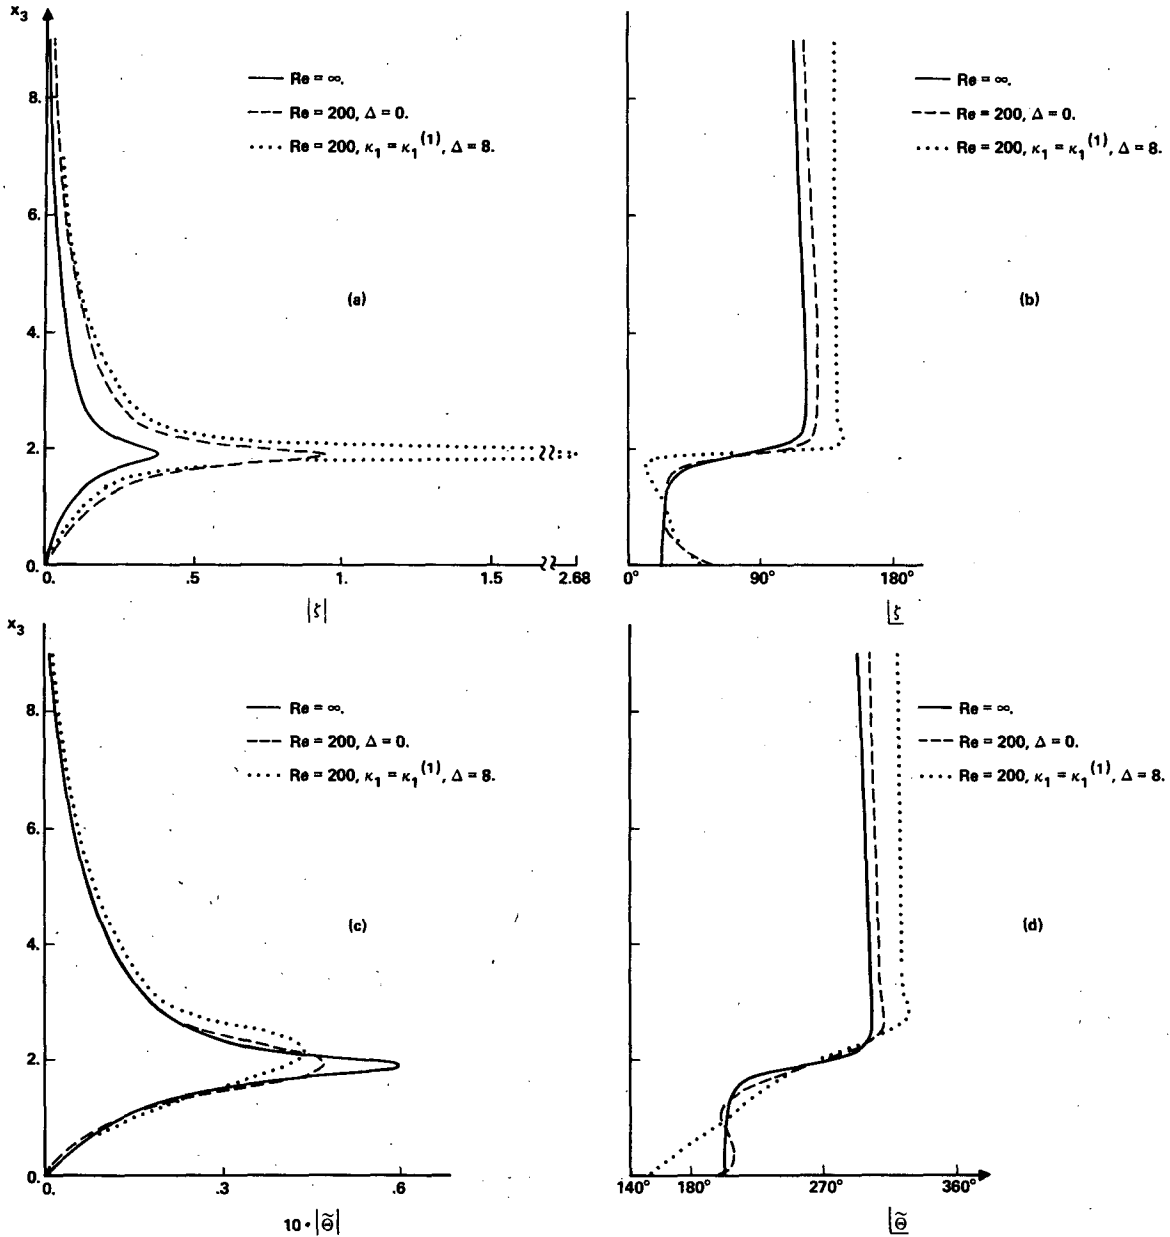 x₃
8.
6.
4.
2.
0.
Re = ∞.
Re = 200, Δ = 0.
Re = 200, κ₁ = κ₁⁽¹⁾, Δ = 8.
(a)
0. .5 1. 1.5 2.68
|ζ|
Re = ∞.
Re = 200, Δ = 0.
Re = 200, κ₁ = κ₁⁽¹⁾, Δ = 8.
(b)
0° 90° 180°
∠ζ
x₃
8.
6.
4.
2.
0.
Re = ∞.
Re = 200, Δ = 0.
Re = 200, κ₁ = κ₁⁽¹⁾, Δ = 8.
(c)
0. .3 .6
10 • |Θ̃|
Re = ∞.
Re = 200, Δ = 0.
Re = 200, κ₁ = κ₁⁽¹⁾, Δ = 8.
(d)
140° 180° 270° 360°
∠Θ̃